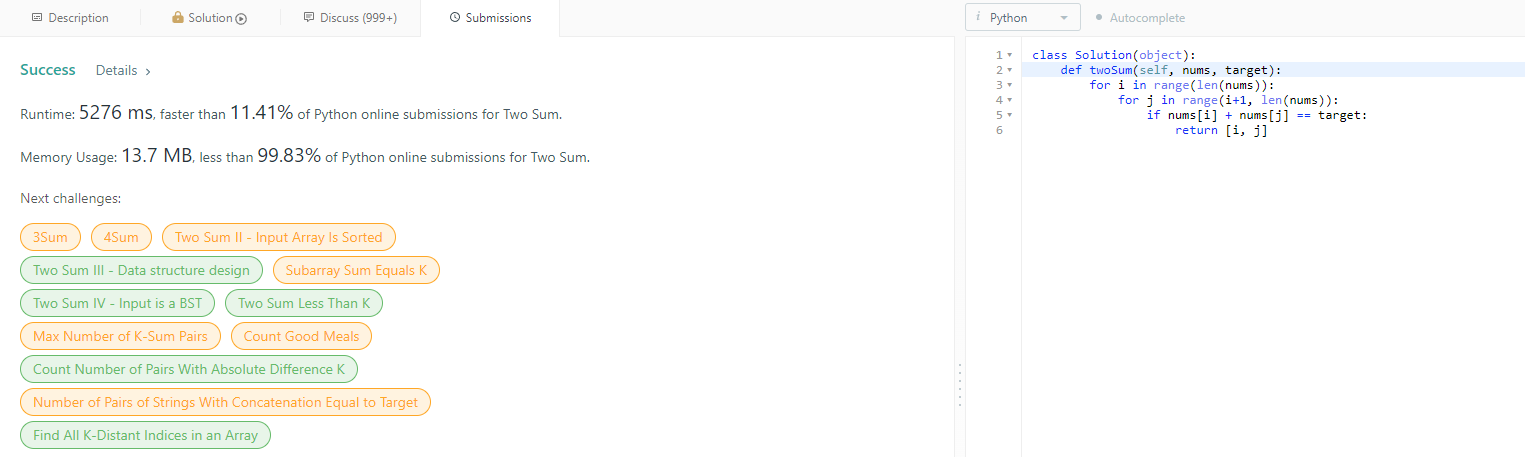 Description
Solution
Discuss (999+)
Submissions
Success Details ›
Runtime: 5276 ms, faster than 11.41% of Python online submissions for Two Sum.
Memory Usage: 13.7 MB, less than 99.83% of Python online submissions for Two Sum.
Next challenges:
3Sum
4Sum
Two Sum II - Input Array Is Sorted
Two Sum III - Data structure design
Subarray Sum Equals K
Two Sum IV - Input is a BST
Two Sum Less Than K
Max Number of K-Sum Pairs
Count Good Meals
Count Number of Pairs With Absolute Difference K
Number of Pairs of Strings With Concatenation Equal to Target
Find All K-Distant Indices in an Array
i Python
Autocomplete
1 class Solution(object):
2     def twoSum(self, nums, target):
3         for i in range(len(nums)):
4             for j in range(i+1, len(nums)):
5                 if nums[i] + nums[j] == target:
6                     return [i, j]